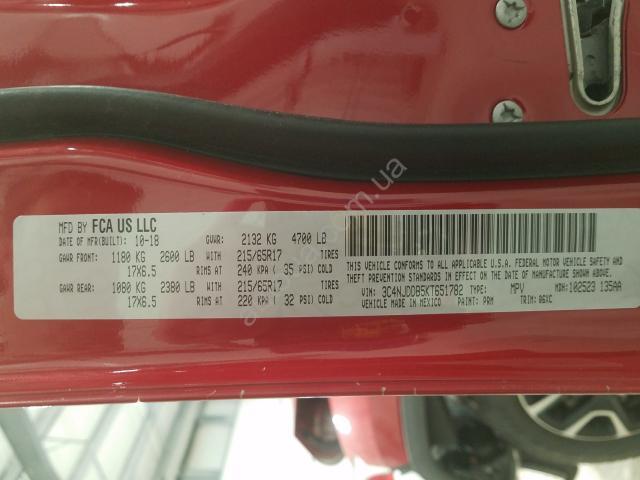 MFD BY FCA US LLC
DATE OF MFR(BUILT): 10-18 GVWR: 2132 KG 4700 LB
GAWR FRONT: 1180 KG 2600 LB WITH 215/65R17 TIRES
17X6.5 RIMS AT 240 KPA ( 35 PSI) COLD
GAWR REAR: 1080 KG 2380 LB WITH 215/65R17 TIRES
17X6.5 RIMS AT 220 KPA ( 32 PSI) COLD
THIS VEHICLE CONFORMS TO ALL APPLICABLE U.S.A. FEDERAL MOTOR VEHICLE SAFETY, BUMPER AND
THEFT PREVENTION STANDARDS IN EFFECT ON THE DATE OF MANUFACTURE SHOWN ABOVE.
VIN: 3C4NJDDB5KT651782 TYPE: MPV MDH:102523 135AA
VEHICLE MADE IN MEXICO PAINT: PRM TRIM: A6XC